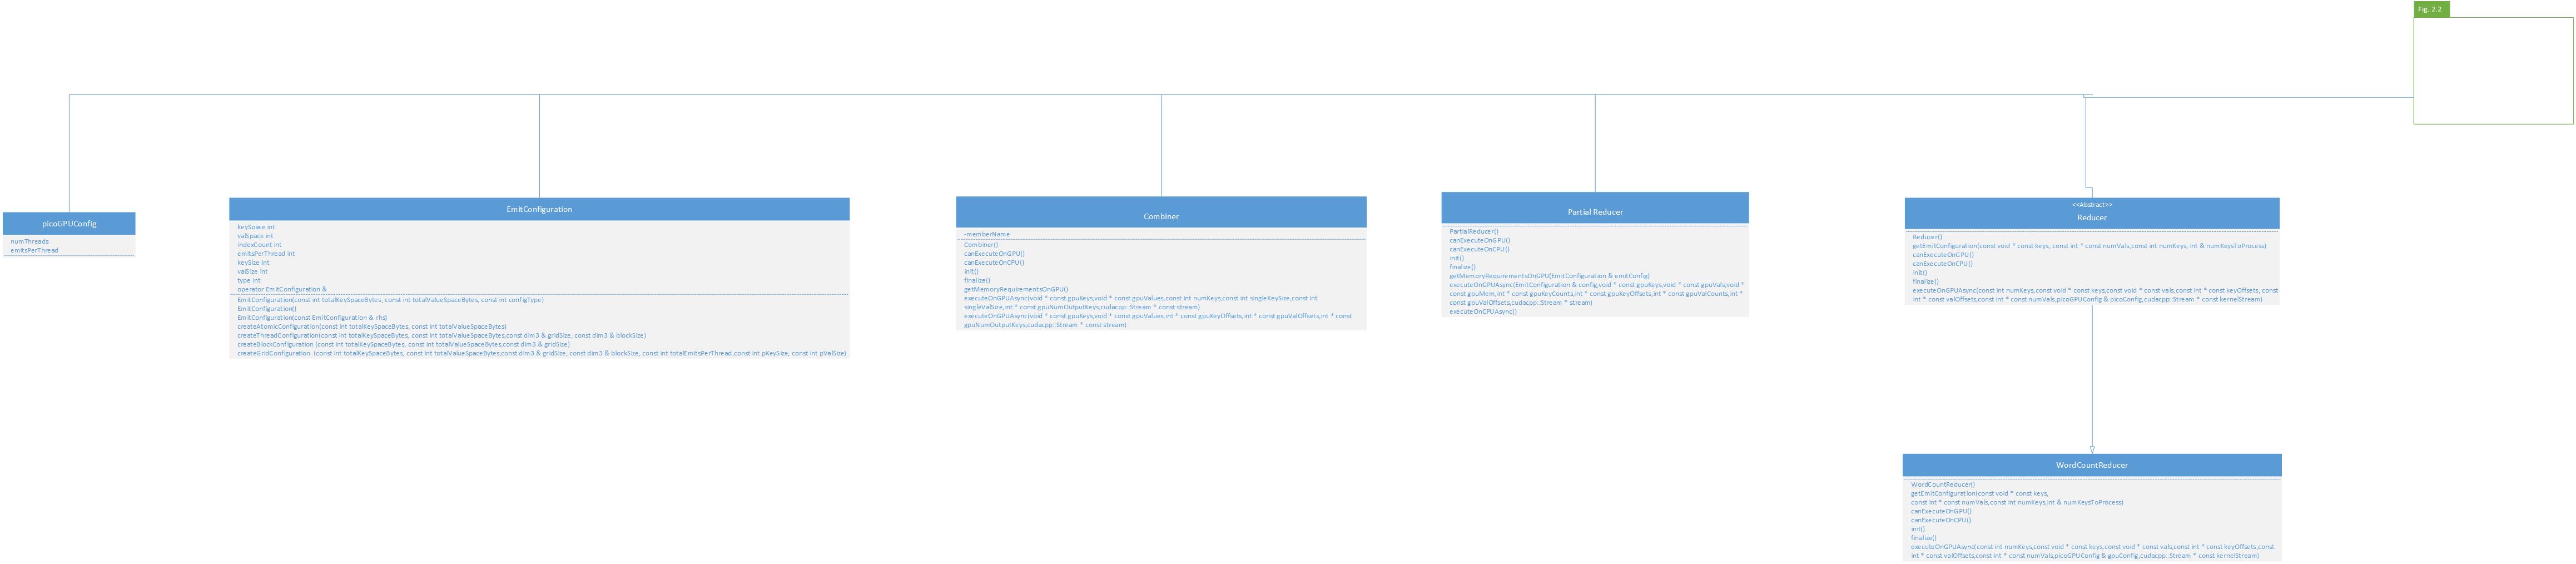 Fig. 2.2
picoGPUConfig
numThreads
emitsPerThread
EmitConfiguration
keySpace int
valSpace int
indexCount int
emitsPerThread int
keySize int
valSize int
type int
operator EmitConfiguration &
EmitConfiguration(const int totalKeySpaceBytes, const int totalValueSpaceBytes, const int configType)
EmitConfiguration()
EmitConfiguration(const EmitConfiguration & rhs)
createAtomicConfiguration(const int totalKeySpaceBytes, const int totalValueSpaceBytes)
createThreadConfiguration(const int totalKeySpaceBytes, const int totalValueSpaceBytes,const dim3 & gridSize, const dim3 & blockSize)
createBlockConfiguration (const int totalKeySpaceBytes, const int totalValueSpaceBytes,const dim3 & gridSize)
createGridConfiguration (const int totalKeySpaceBytes, const int totalValueSpaceBytes,const dim3 & gridSize, const dim3 & blockSize, const int totalEmitsPerThread,const int pKeySize, const int pValSize)
Combiner
-memberName
Combiner()
canExecuteOnGPU()
canExecuteOnCPU()
init()
finalize()
getMemoryRequirementsOnGPU()
executeOnGPUAsync(void * const gpuKeys,void * const gpuValues,const int numKeys,const int singleKeySize,const int
singleValSize,int * const gpuNumOutputKeys,cudacpp::Stream * const stream)
executeOnGPUAsync(void * const gpuKeys,void * const gpuValues,int * const gpuKeyOffsets,int * const gpuValOffsets,int * const
gpuNumOutputKeys,cudacpp::Stream * const stream)
Partial Reducer
PartialReducer()
canExecuteOnGPU()
canExecuteOnCPU()
init()
finalize()
getMemoryRequirementsOnGPU(EmitConfiguration & emitConfig)
executeOnGPUAsync(EmitConfiguration & config,void * const gpuKeys,void * const gpuVals,void *
const gpuMem, int * const gpuKeyCounts,int * const gpuKeyOffsets,int * const gpuValCounts,int *
const gpuValOffsets,cudacpp::Stream * stream)
executeOnCPUAsync()
<<Abstract>>
Reducer
Reducer()
getEmitConfiguration(const void * const keys, const int * const numVals,const int numKeys, int & numKeysToProcess)
canExecuteOnGPU()
canExecuteOnCPU()
init()
finalize()
executeOnGPUAsync(const int numKeys,const void * const keys,const void * const vals,const int * const keyOffsets, const
int * const valOffsets,const int * const numVals,picoGPUConfig & picoConfig,cudacpp::Stream * const kernelStream)
WordCountReducer
WordCountReducer()
getEmitConfiguration(const void * const keys,
const int * const numVals,const int numKeys,int & numKeysToProcess)
canExecuteOnGPU()
canExecuteOnCPU()
init()
finalize()
executeOnGPUAsync(const int numKeys,const void * const keys,const void * const vals,const int * const keyOffsets,const
int * const valOffsets,const int * const numVals,picoGPUConfig & gpuConfig,cudacpp::Stream * const kernelStream)